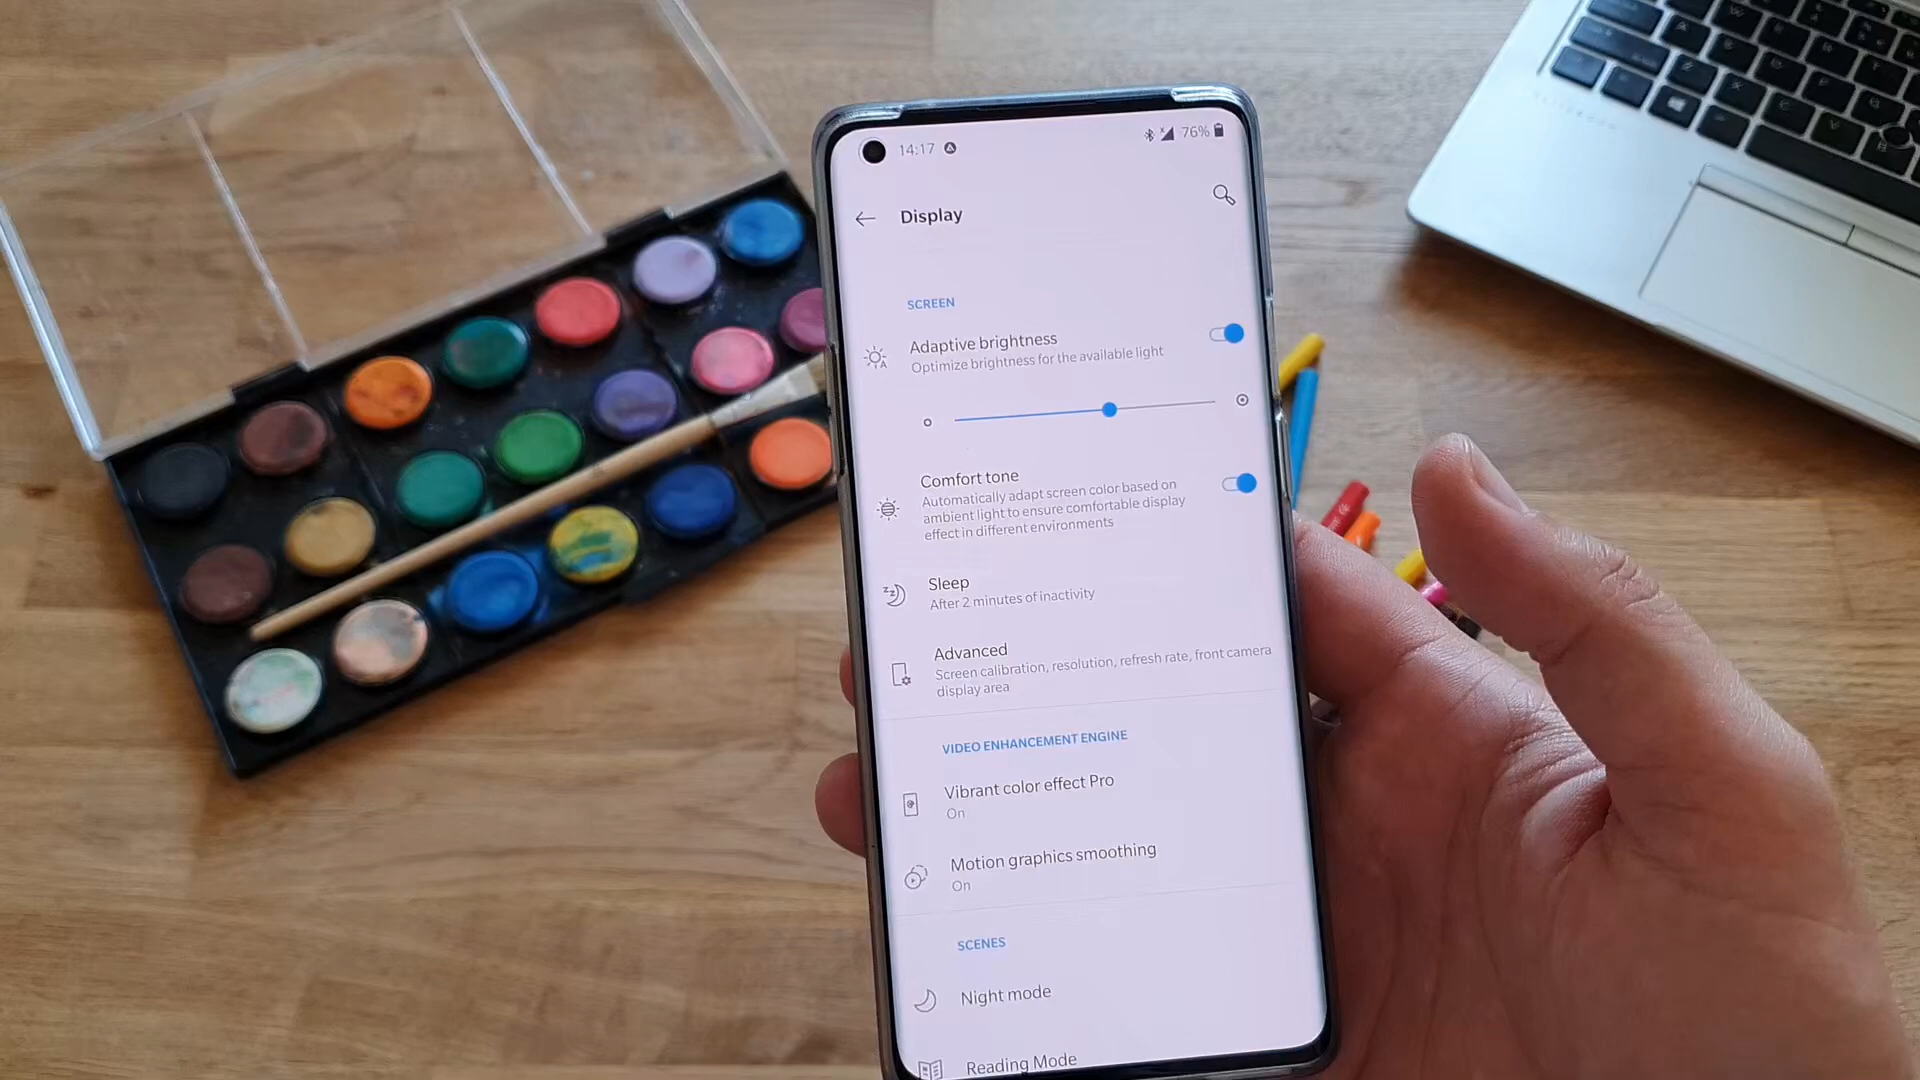 14:17
76%
Display
SCREEN
Adaptive brightness
Optimize brightness for the available light
Comfort tone
Automatically adapt screen color based on
ambient light to ensure comfortable display
effect in different environments
Sleep
After 2 minutes of inactivity
Advanced
Screen calibration, resolution, refresh rate, front camera
display area
VIDEO ENHANCEMENT ENGINE
Vibrant color effect Pro
On
Motion graphics smoothing
On
SCENES
Night mode
Reading Mode